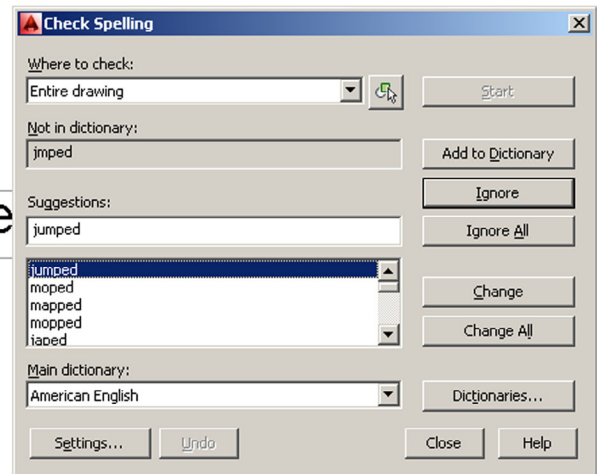 Check Spelling
Where to check:
Entire drawing
Start
Not in dictionary:
jmped
Add to Dictionary
Ignore
Suggestions:
jumped
Ignore All
jumped
moped
mapped
mopped
japed
Change
Change All
Main dictionary:
American English
Dictionaries...
Settings...
Undo
Close
Help
e